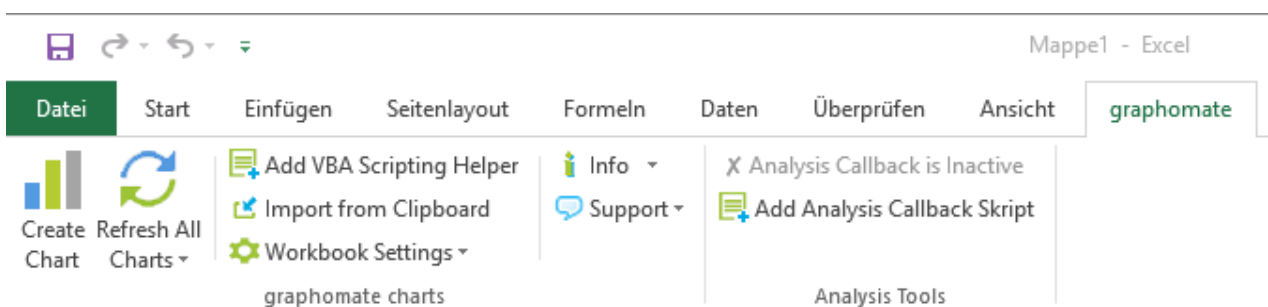 Mappe1 - Excel
Datei Start Einfügen Seitenlayout Formeln Daten Überprüfen Ansicht graphomate
Add VBA Scripting Helper Info X Analysis Callback is Inactive
Import from Clipboard Support Add Analysis Callback Skript
Create Refresh All
Chart Charts Workbook Settings
graphomate charts Analysis Tools